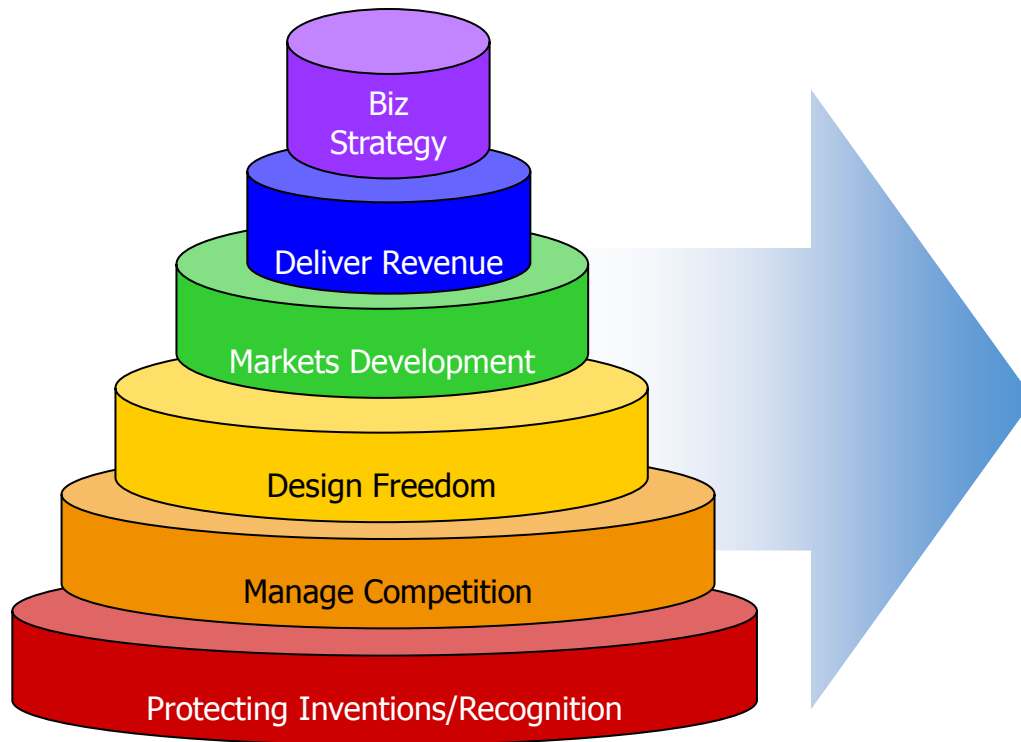 Biz
Strategy
Deliver Revenue
Markets Development
Design Freedom
Manage Competition
Protecting Inventions/Recognition